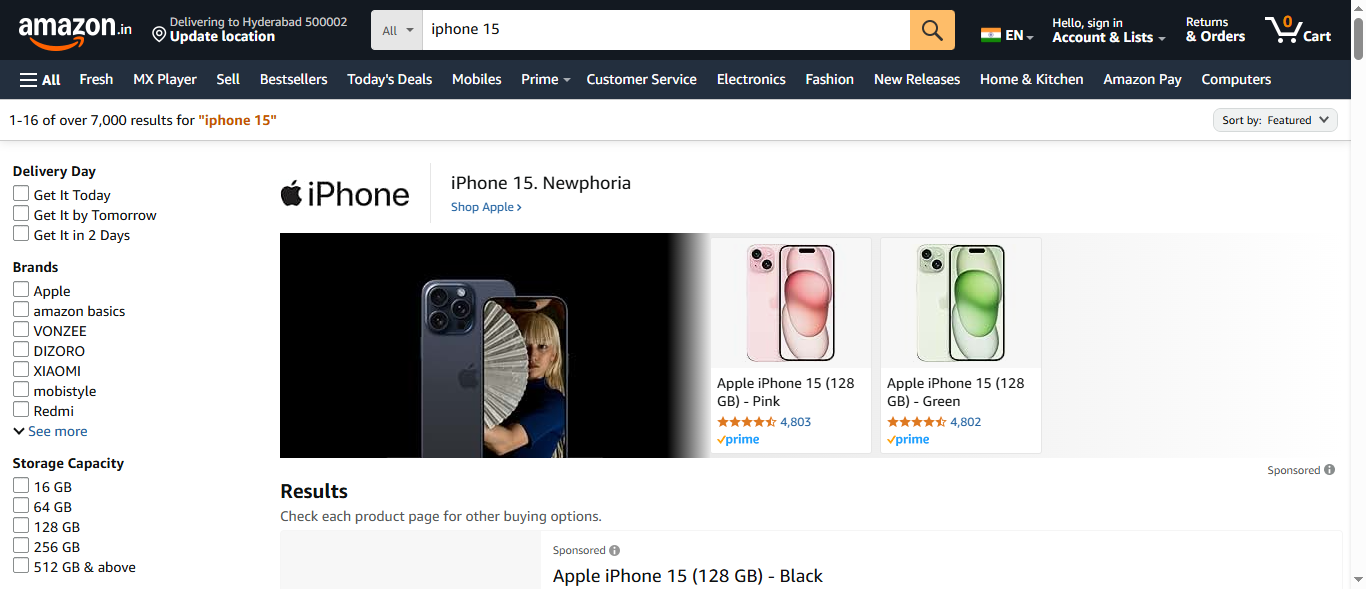 amazon.in
Delivering to Hyderabad 500002
Update location
All
iphone 15
EN
Hello, sign in
Account & Lists
Returns
& Orders
0
Cart
All
Fresh
MX Player
Sell
Bestsellers
Today's Deals
Mobiles
Prime
Customer Service
Electronics
Fashion
New Releases
Home & Kitchen
Amazon Pay
Computers
1-16 of over 7,000 results for "iphone 15"
Sort by: Featured
Delivery Day
Get It Today
Get It by Tomorrow
Get It in 2 Days
Brands
Apple
amazon basics
VONZEE
DIZORO
XIAOMI
mobistyle
Redmi
See more
Storage Capacity
16 GB
64 GB
128 GB
256 GB
512 GB & above
iPhone
iPhone 15. Newphoria
Shop Apple ›
Apple iPhone 15 (128
GB) - Pink
4,803
prime
Apple iPhone 15 (128
GB) - Green
4,802
prime
Sponsored
Results
Check each product page for other buying options.
Sponsored
Apple iPhone 15 (128 GB) - Black